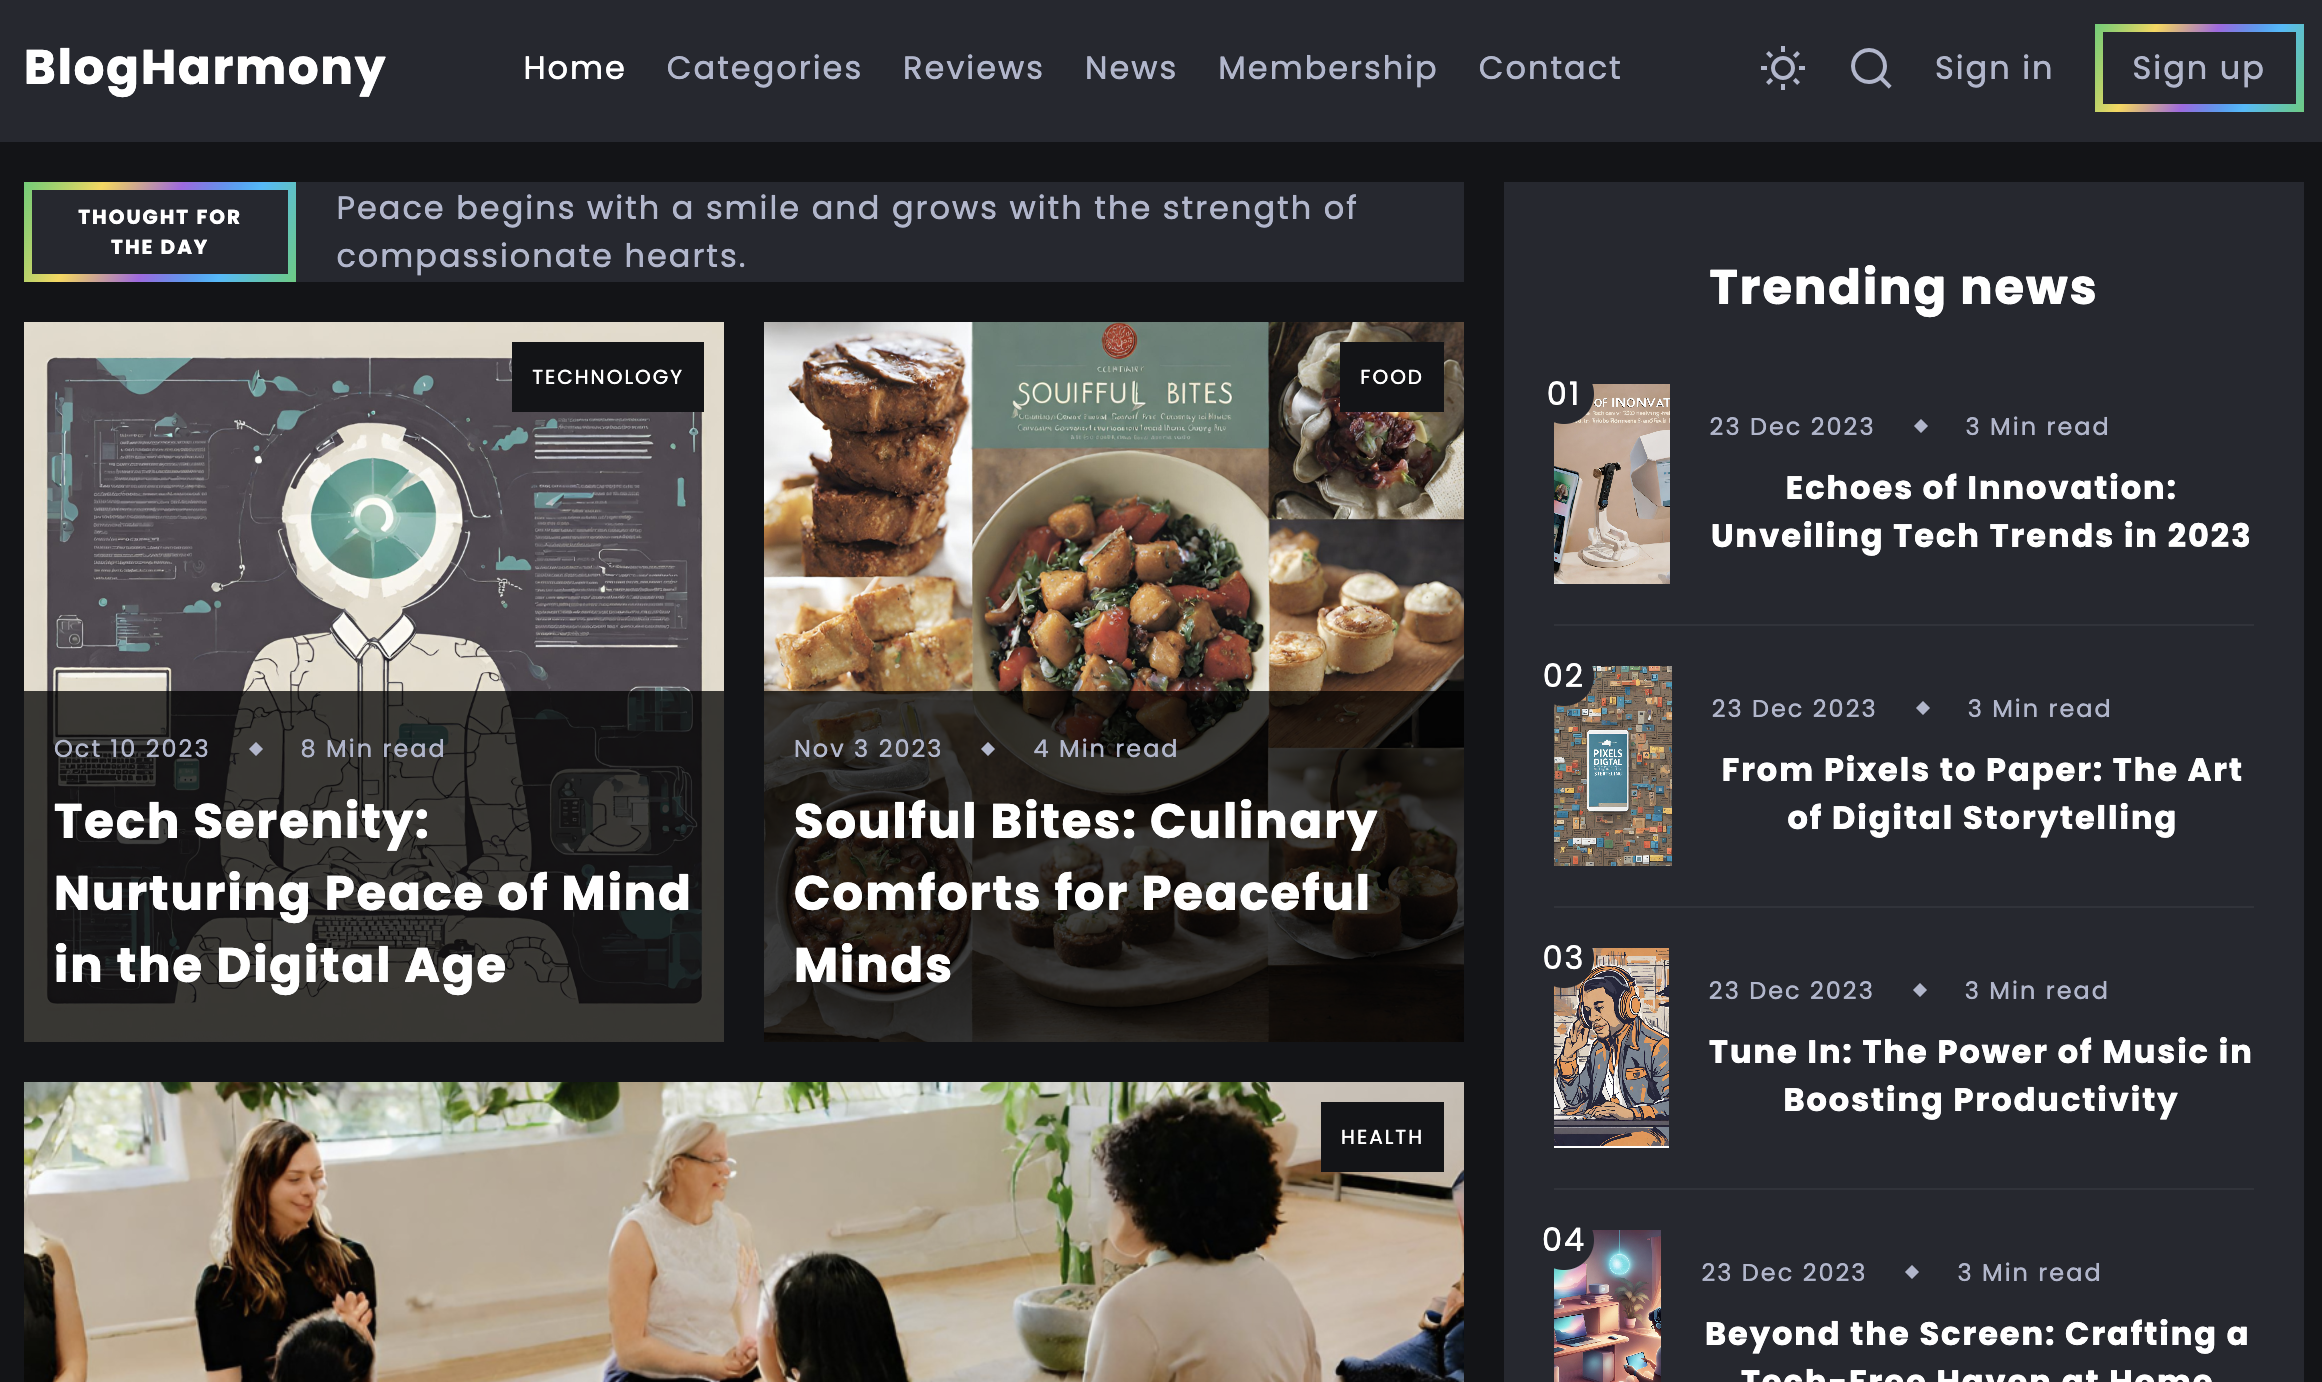 BlogHarmony
Home Categories Reviews News Membership Contact
Sign in Sign up
THOUGHT FOR
THE DAY
Peace begins with a smile and grows with the strength of
compassionate hearts.
TECHNOLOGY
Oct 10 2023 ◆ 8 Min read
Tech Serenity:
Nurturing Peace of Mind
in the Digital Age
SOUIFFUL BITES
FOOD
Nov 3 2023 ◆ 4 Min read
Soulful Bites: Culinary
Comforts for Peaceful
Minds
HEALTH
Trending news
01
OF INONVAT
23 Dec 2023 ◆ 3 Min read
Echoes of Innovation:
Unveiling Tech Trends in 2023
02
PIXELS
DIGITAL
23 Dec 2023 ◆ 3 Min read
From Pixels to Paper: The Art
of Digital Storytelling
03
23 Dec 2023 ◆ 3 Min read
Tune In: The Power of Music in
Boosting Productivity
04
23 Dec 2023 ◆ 3 Min read
Beyond the Screen: Crafting a
Tech-Free Haven at Home